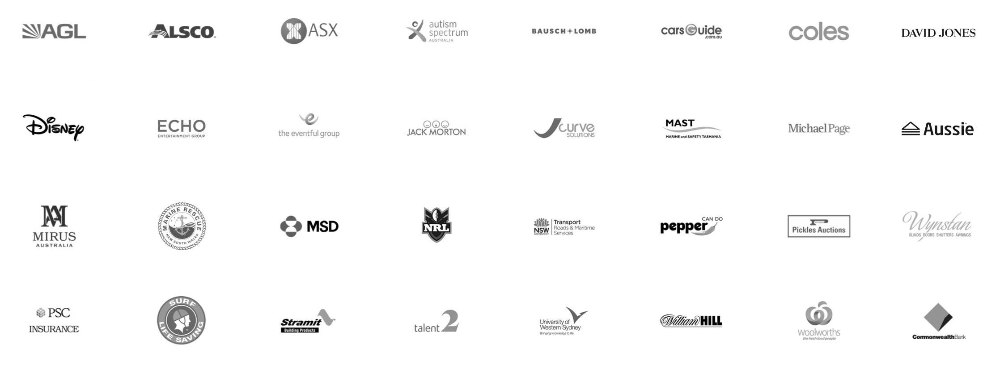 AGL
ALSCO®
ASX
autism
spectrum
AUSTRALIA
BAUSCH+LOMB
carsGuide
.com.au
coles
DAVID JONES
Disney
ECHO
ENTERTAINMENT GROUP
e
the eventful group
JACK MORTON
Jcurve
SOLUTIONS
MAST
MARINE and SAFETY TASMANIA
MichaelPage
Aussie
MA
MIRUS
AUSTRALIA
MARINE RESCUE
NEW SOUTH WALES
MSD
NRL
NSW
GOVERNMENT
Transport
Roads & Maritime
Services
CAN DO
pepper
PICKLES
Pickles Auctions
Wynstan
BLINDS DOORS SHUTTERS AWNINGS
PSC
INSURANCE
SURF
LIFE SAVING
Stramit
Building Products
talent2
University of
Western Sydney
Bringing knowledge to life
William HILL
Woolworths
the fresh food people
CommonwealthBank